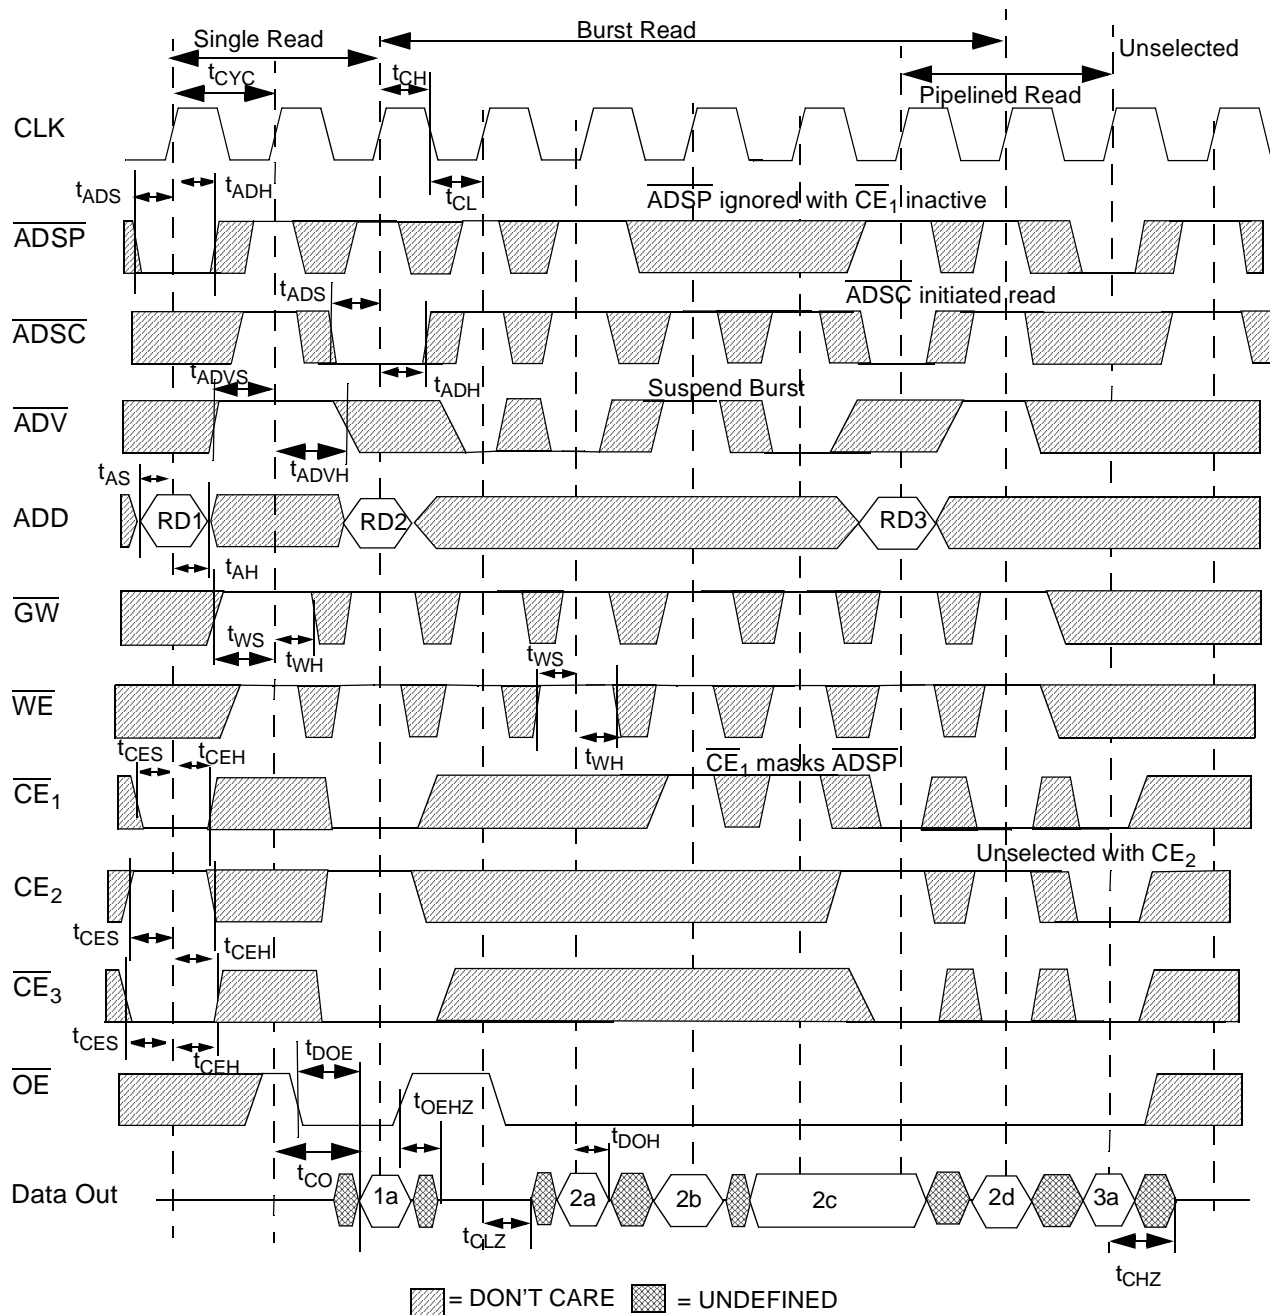 Burst Read
Single Read
Unselected
tCYC
tCH
Pipelined Read
CLK
tADS
tADH
tCL
ADSP ignored with CE1 inactive
ADSP
tADS
ADSC initiated read
ADSC
tADVS
tADH
Suspend Burst
ADV
tAS
tADVH
ADD
RD1
RD2
RD3
tAH
GW
tWS
tWH
tWS
WE
tCES
tCEH
tWH
CE1 masks ADSP
CE1
Unselected with CE2
CE2
tCES
tCEH
CE3
tCES
tCEH
tDOE
OE
tOEHZ
tDOH
tCO
Data Out
1a
2a
2b
2c
2d
3a
tCLZ
tCHZ
= DON'T CARE
= UNDEFINED